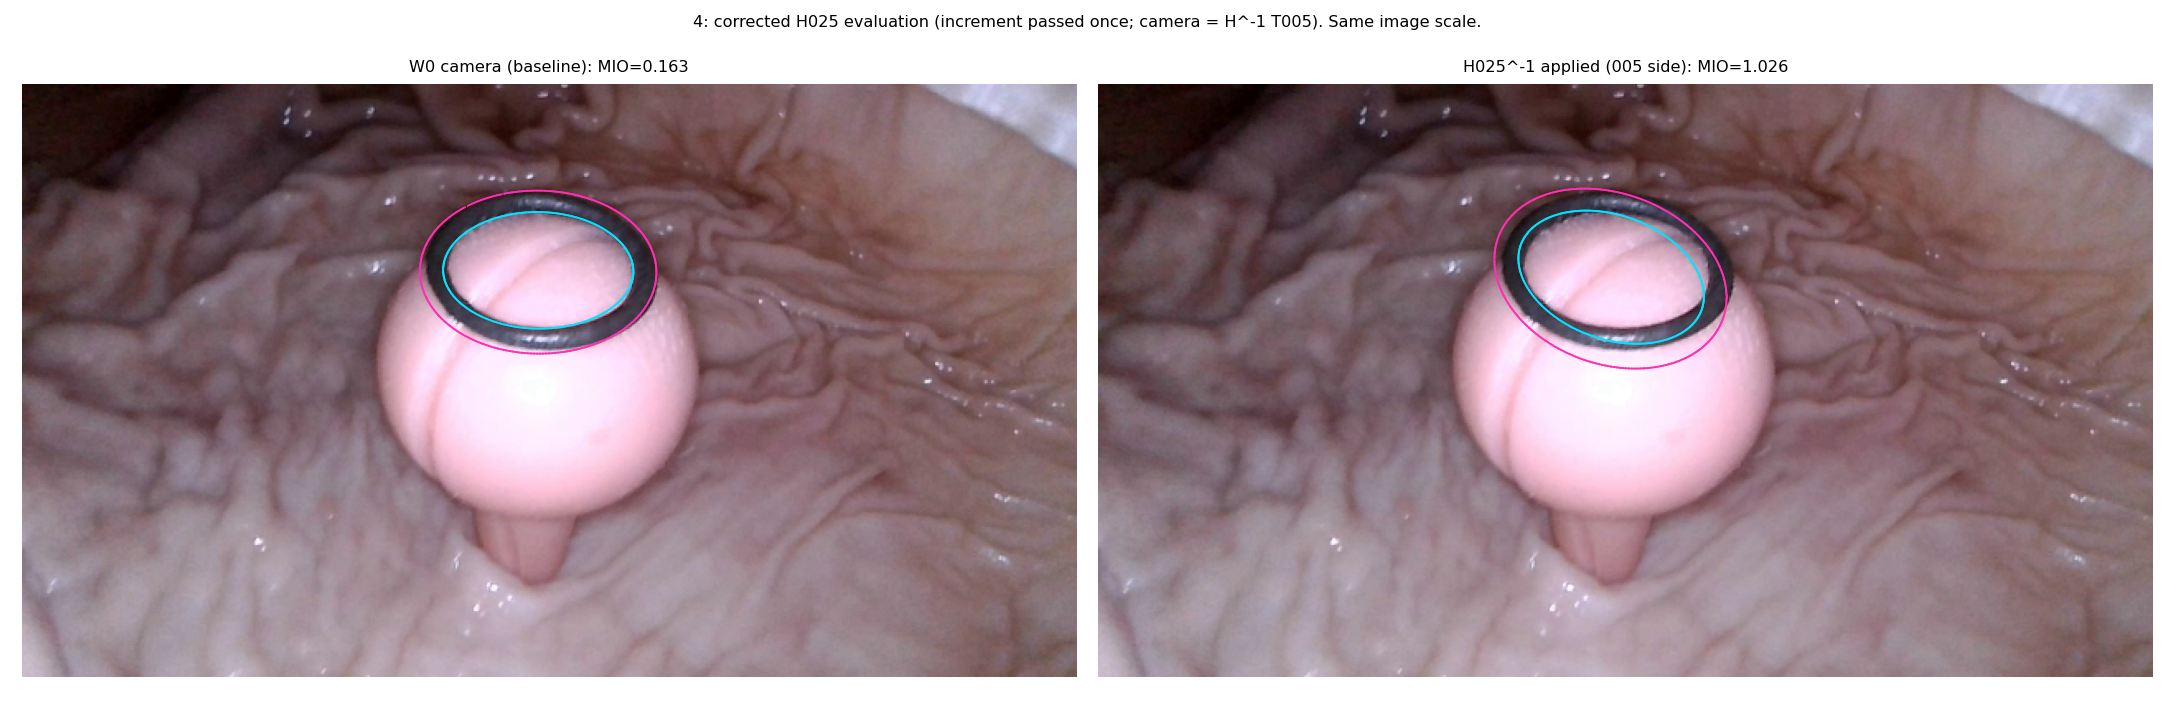 4: corrected H025 evaluation (increment passed once; camera = H^-1 T005). Same image scale.
W0 camera (baseline): MIO=0.163
H025^-1 applied (005 side): MIO=1.026